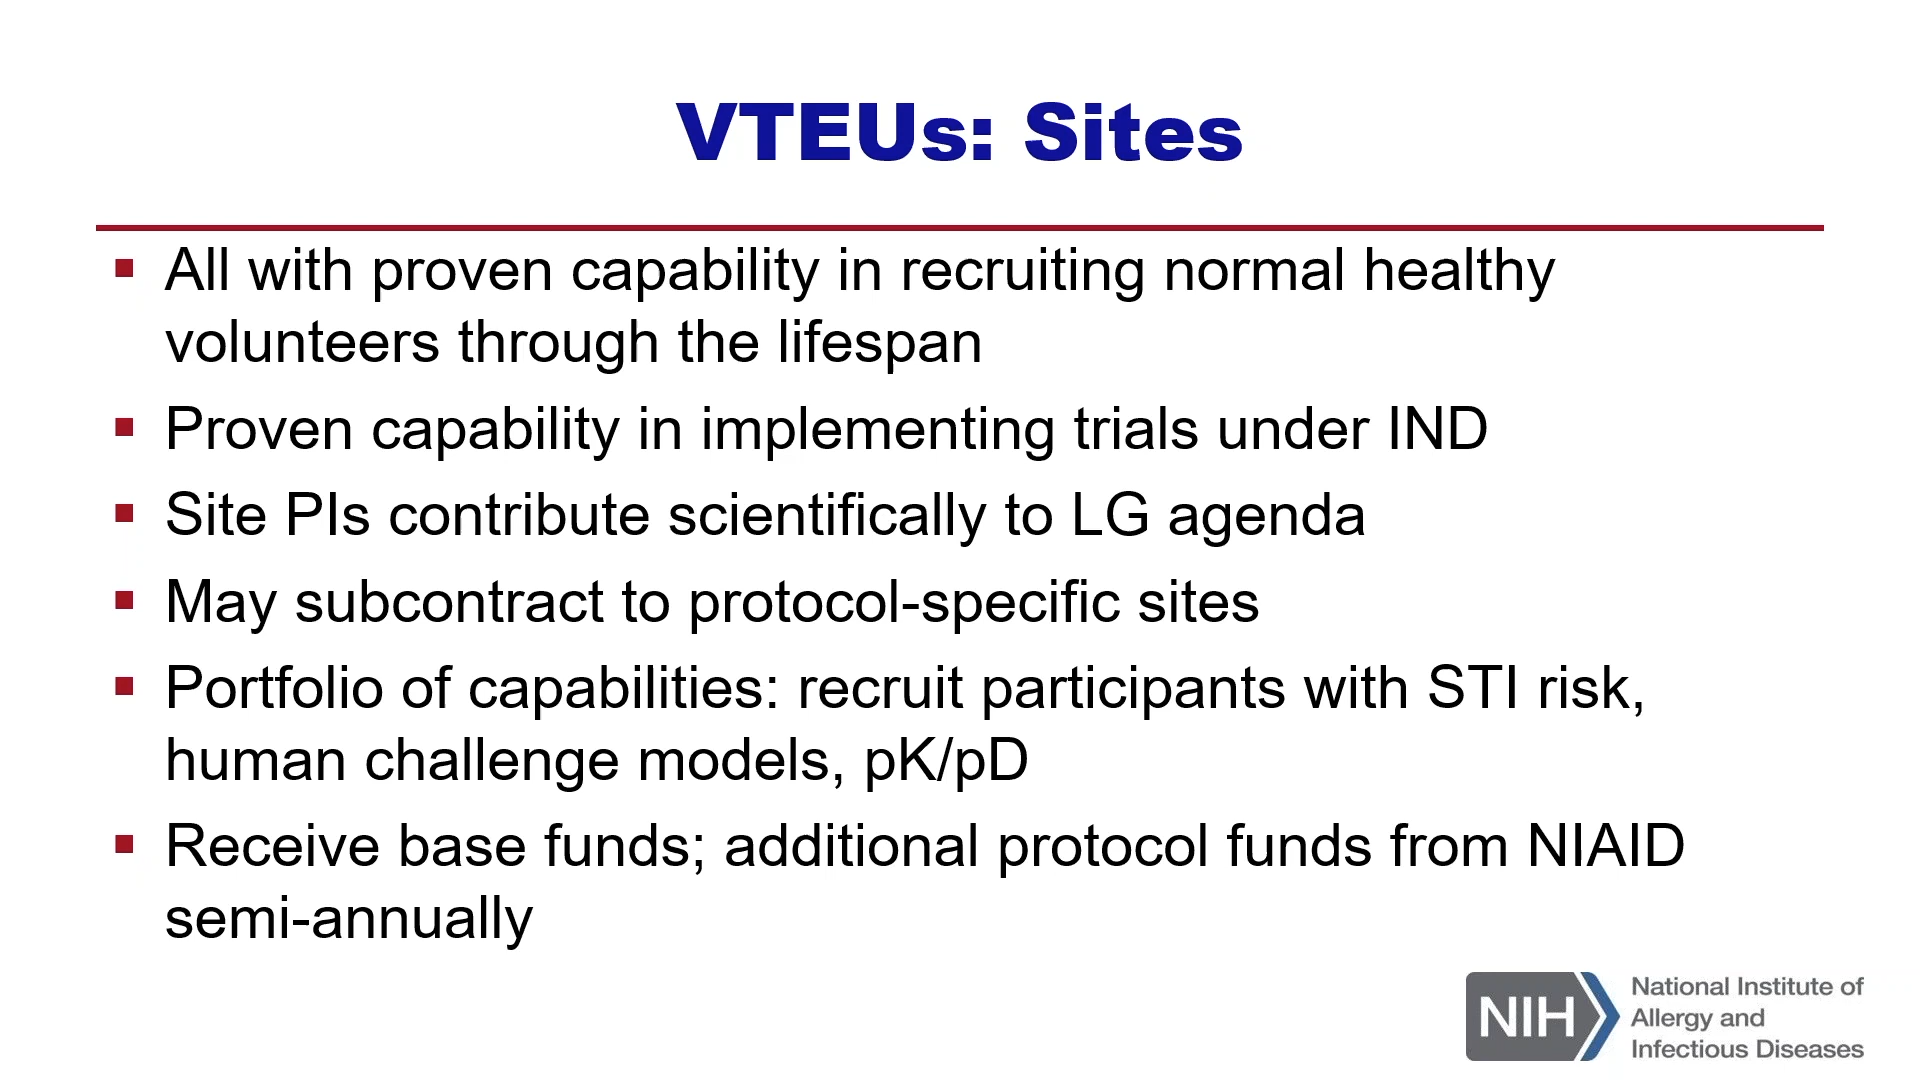 VTEUs: Sites
▪ All with proven capability in recruiting normal healthy
volunteers through the lifespan
▪ Proven capability in implementing trials under IND
▪ Site PIs contribute scientifically to LG agenda
▪ May subcontract to protocol-specific sites
▪ Portfolio of capabilities: recruit participants with STI risk,
human challenge models, pK/pD
▪ Receive base funds; additional protocol funds from NIAID
semi-annually
NIH
National Institute of
Allergy and
Infectious Diseases